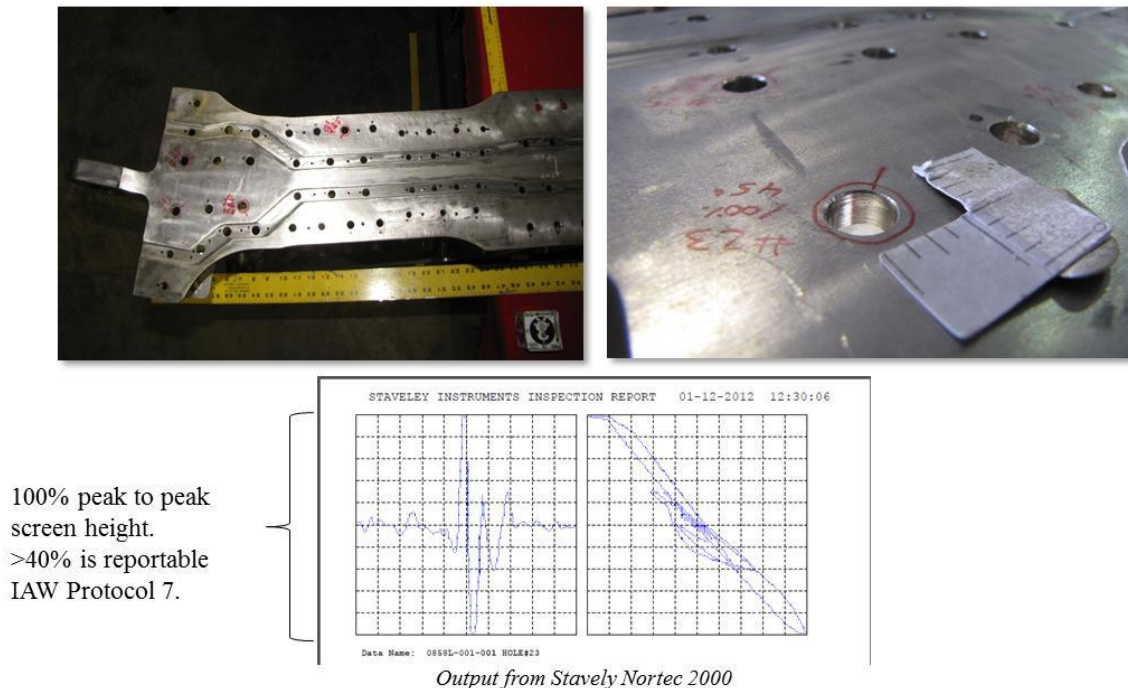 #23
100%
45°
100% peak to peak
screen height.
>40% is reportable
IAW Protocol 7.
STAVELEY INSTRUMENTS INSPECTION REPORT 01-12-2012 12:30:06
Data Name: 0858L-001-001 HOLE#23
Output from Stavely Nortec 2000